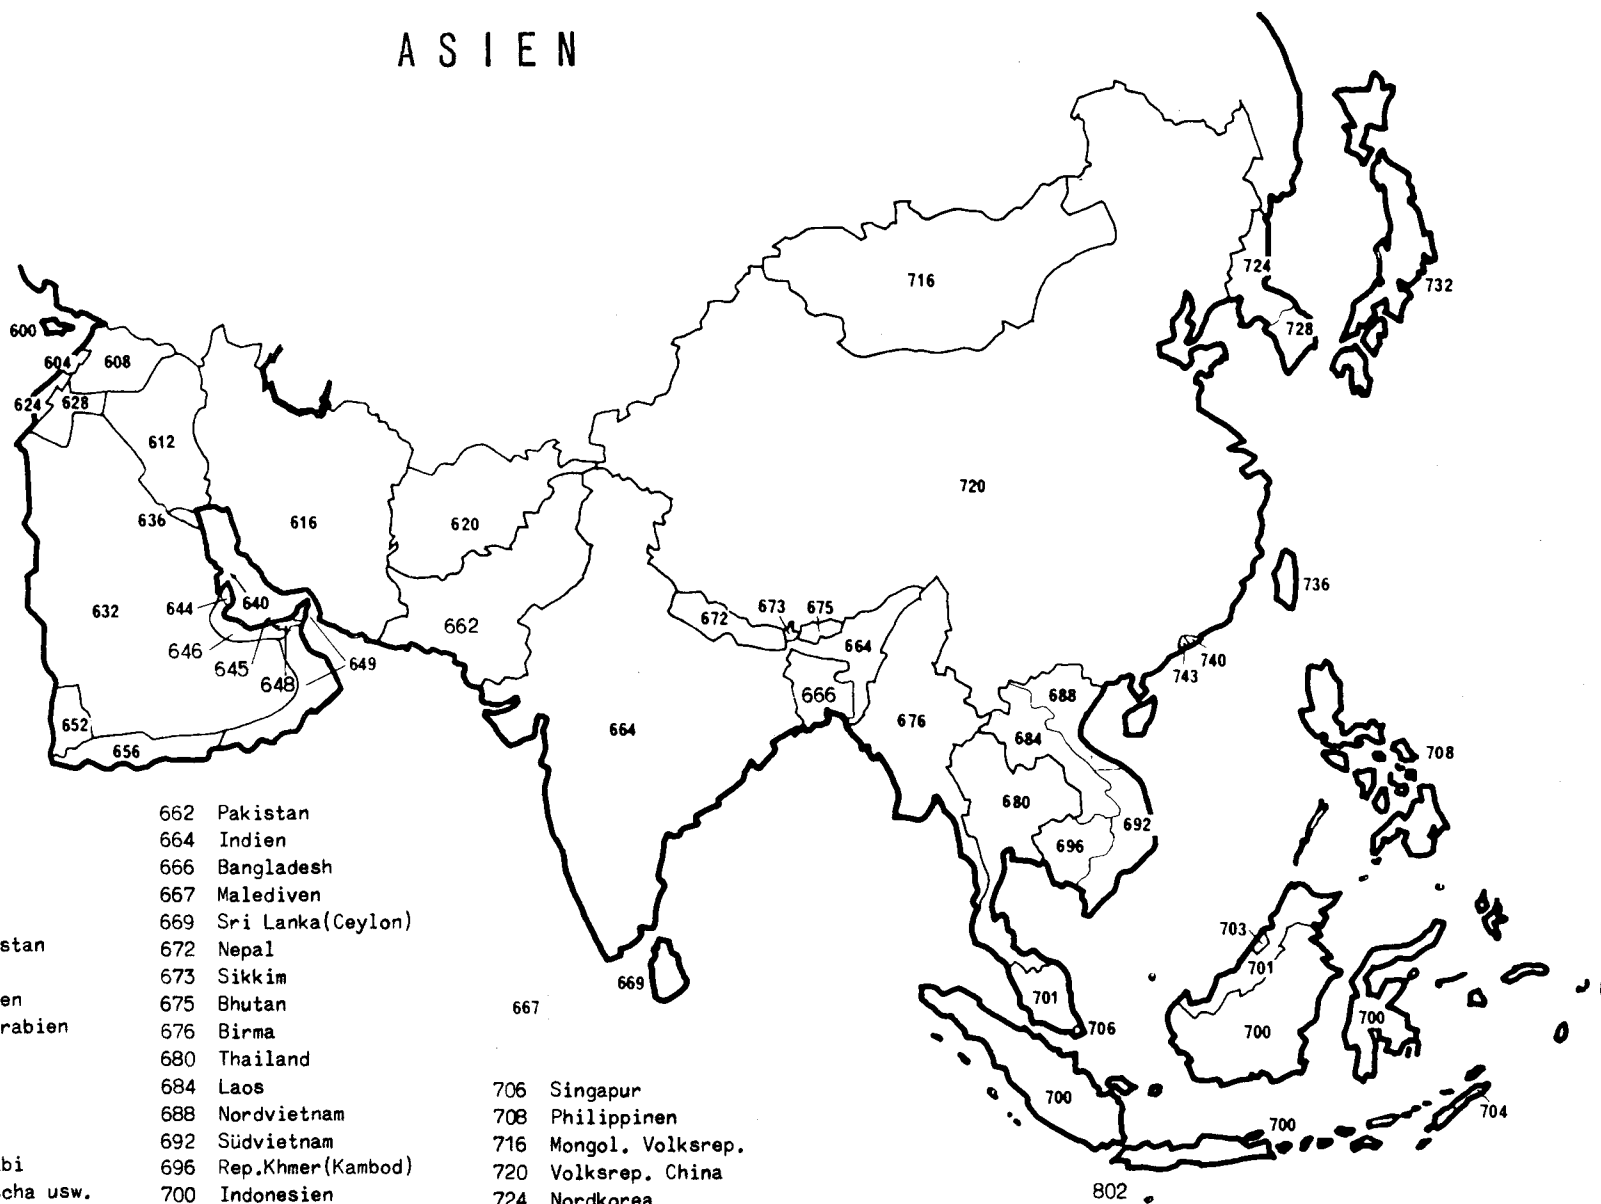 ASIEN
716
724
732
728
600
604
608
624
628
612
636
616
620
720
632
644
640
646
645
648
649
662
672
673
675
664
736
740
743
652
656
664
666
676
688
684
680
692
696
708
669
667
703
701
701
706
700
700
700
700
704
802
662 Pakistan
664 Indien
666 Bangladesh
667 Malediven
669 Sri Lanka(Ceylon)
stan 672 Nepal
673 Sikkim
en 675 Bhutan
rabien 676 Birma
680 Thailand
684 Laos
688 Nordvietnam
692 Südvietnam
bi 696 Rep.Khmer(Kambod)
cha usw. 700 Indonesien
706 Singapur
708 Philippinen
716 Mongol. Volksrep.
720 Volksrep. China
724 Nordkorea